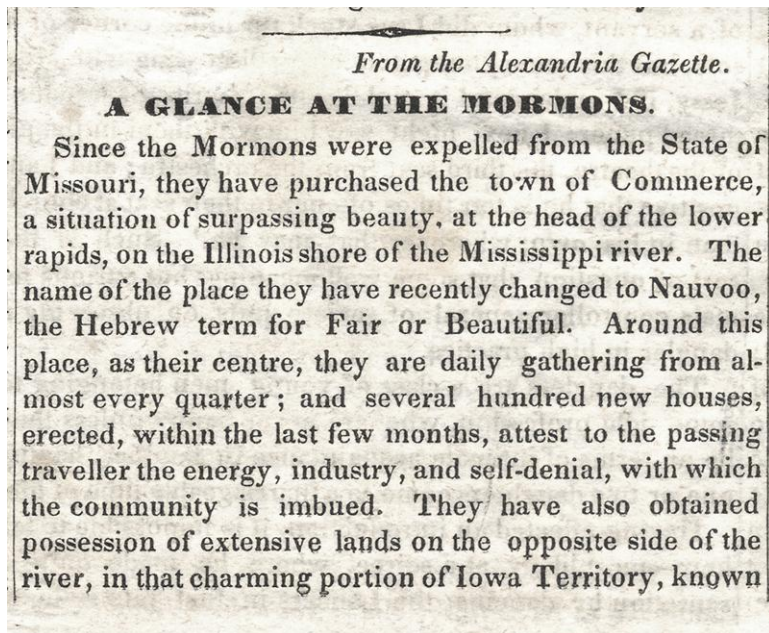 From the Alexandria Gazette.
A GLANCE AT THE MORMONS.
Since the Mormons were expelled from the State of
Missouri, they have purchased the town of Commerce,
a situation of surpassing beauty, at the head of the lower
rapids, on the Illinois shore of the Mississippi river. The
name of the place they have recently changed to Nauvoo,
the Hebrew term for Fair or Beautiful. Around this
place, as their centre, they are daily gathering from al-
most every quarter; and several hundred new houses,
erected, within the last few months, attest to the passing
traveller the energy, industry, and self-denial, with which
the community is imbued. They have also obtained
possession of extensive lands on the opposite side of the
river, in that charming portion of Iowa Territory, known